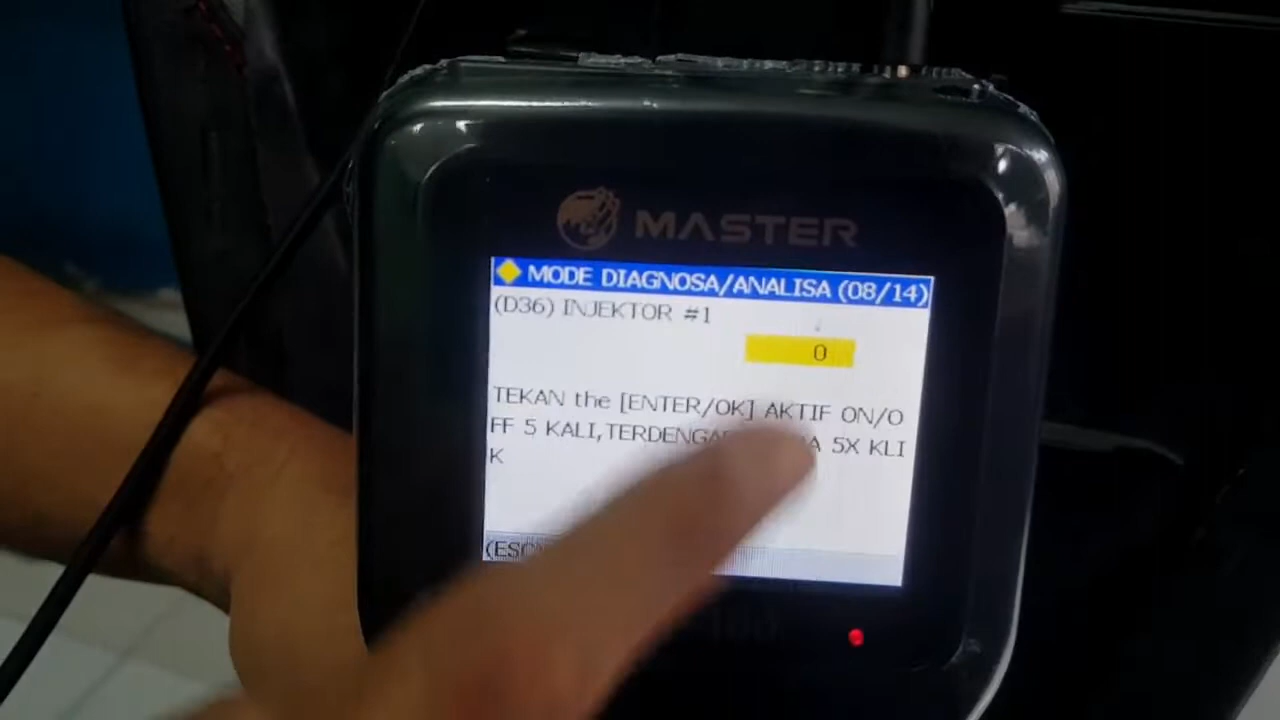 MASTER
MODE DIAGNOSA/ANALISA (08/14)
(D36) INJEKTOR #1
0
TEKAN the [ENTER/OK] AKTIF ON/O
FF 5 KALI,TERDENGA 5X KLI
K
(ESC